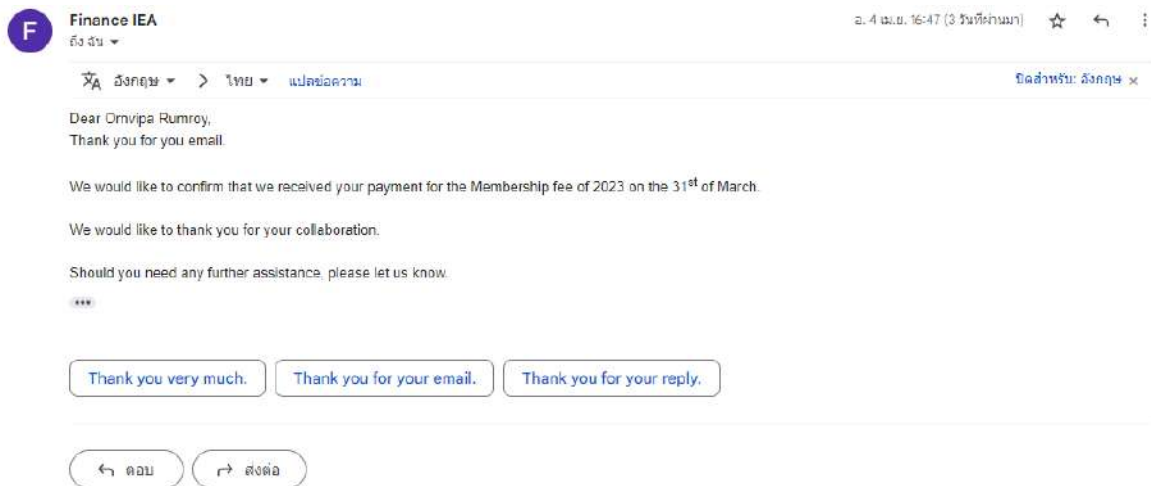 F
Finance IEA
อ. 4 เม.ย. 16:47 (3 วันที่ผ่านมา)
ถึง ฉัน
อังกฤษ > ไทย แปลข้อความ
ปิดสำหรับ: อังกฤษ ×
Dear Ornvipa Rumroy,
Thank you for you email.
We would like to confirm that we received your payment for the Membership fee of 2023 on the 31st of March.
We would like to thank you for your collaboration.
Should you need any further assistance, please let us know.
Thank you very much.
Thank you for your email.
Thank you for your reply.
ตอบ
ส่งต่อ